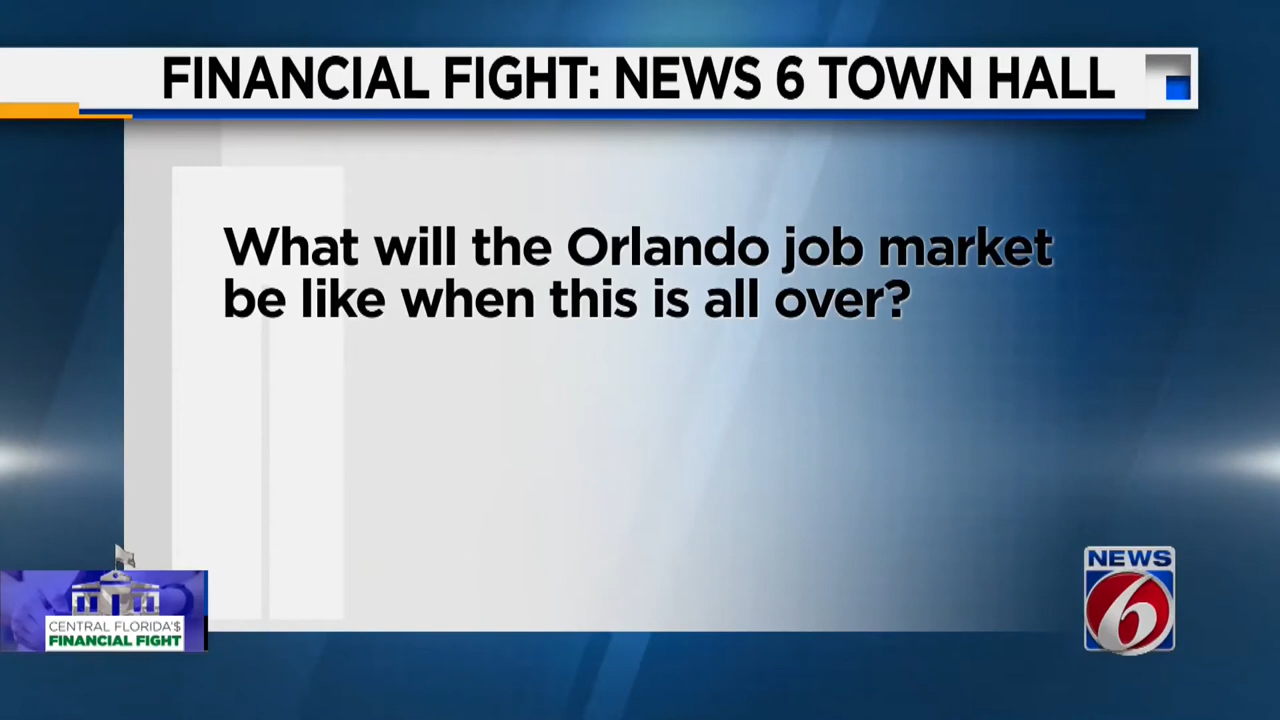 FINANCIAL FIGHT: NEWS 6 TOWN HALL
What will the Orlando job market
be like when this is all over?
CENTRAL FLORIDA'$
FINANCIAL FIGHT
NEWS
6